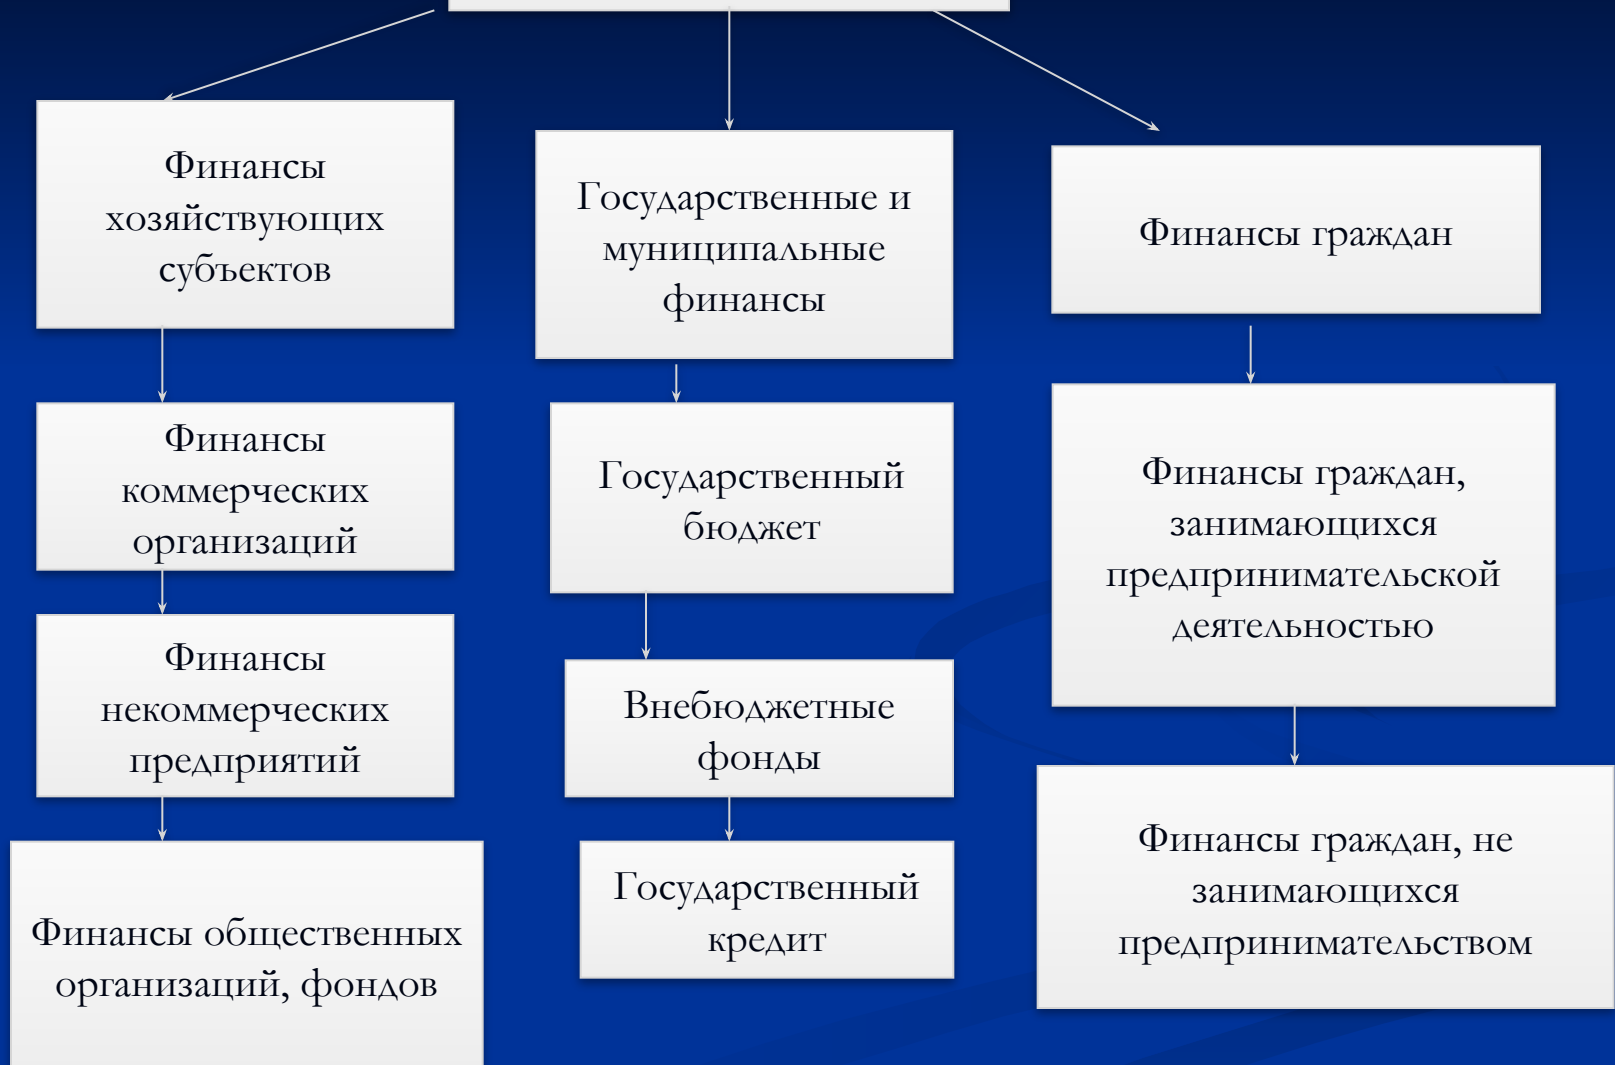 Финансы
хозяйствующих
субъектов
Финансы
коммерческих
организаций
Финансы
некоммерческих
предприятий
Финансы общественных
организаций, фондов
Государственные и
муниципальные
финансы
Государственный
бюджет
Внебюджетные
фонды
Государственный
кредит
Финансы граждан
Финансы граждан,
занимающихся
предпринимательской
деятельностью
Финансы граждан, не
занимающихся
предпринимательством